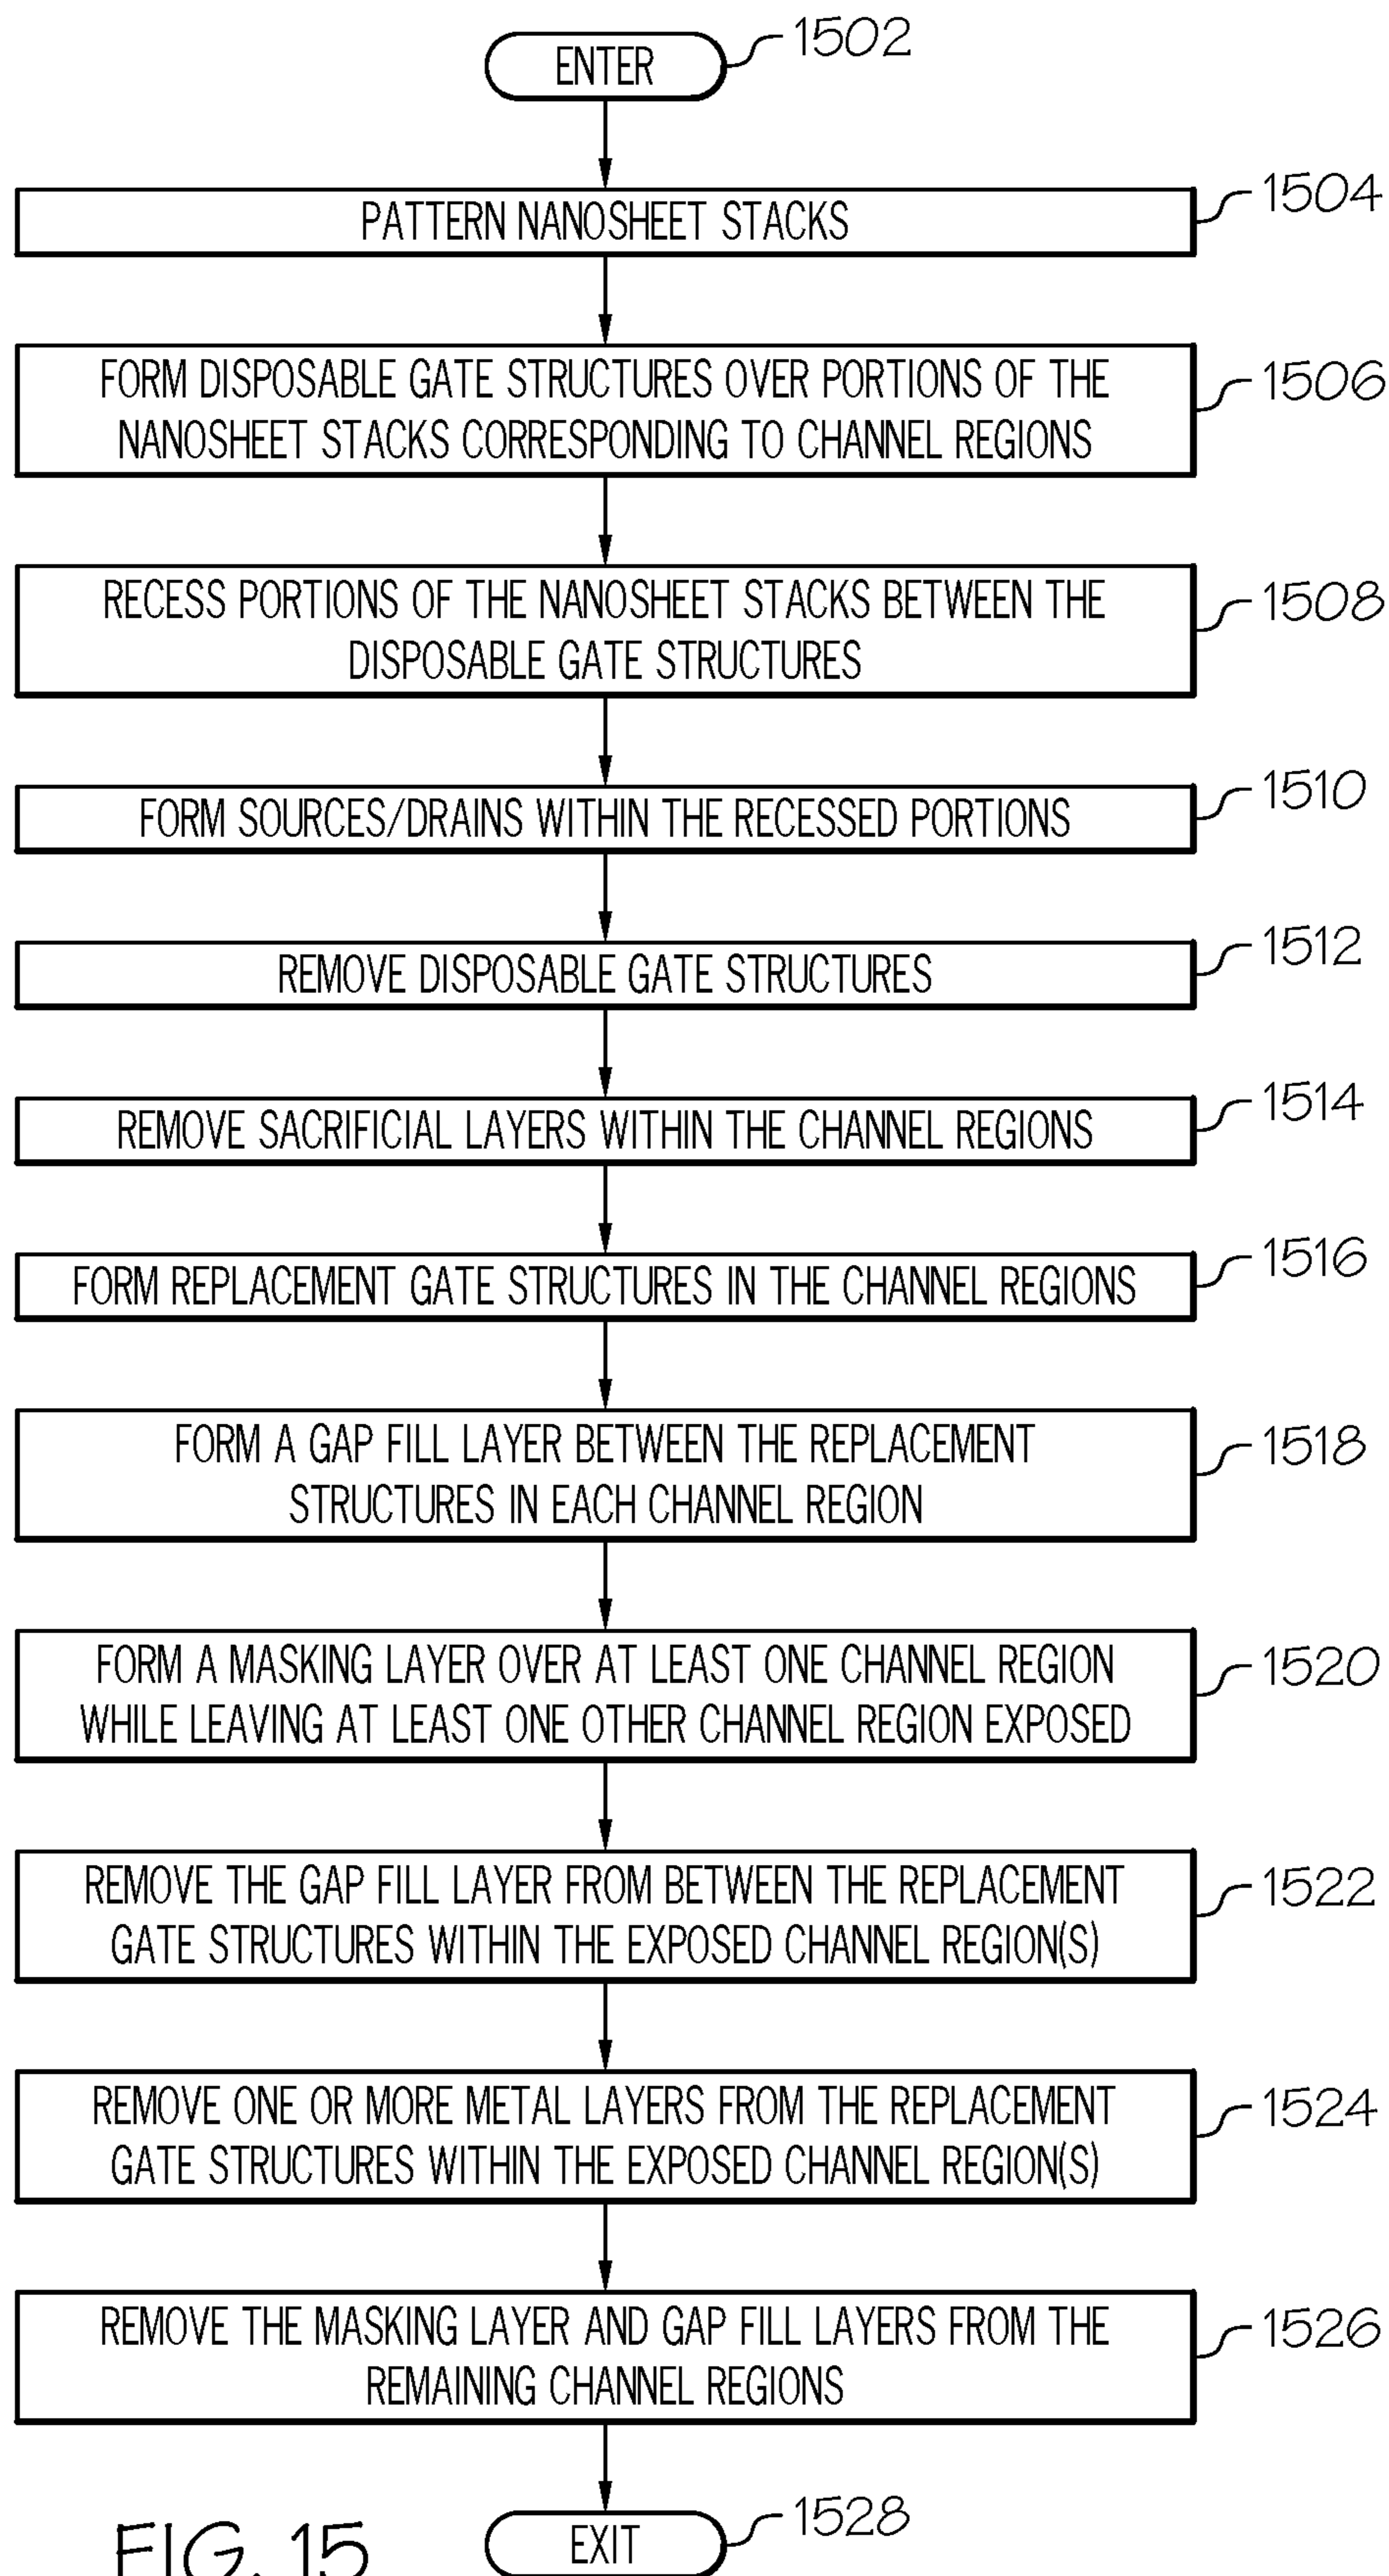 ENTER
1502
PATTERN NANOSHEET STACKS
1504
FORM DISPOSABLE GATE STRUCTURES OVER PORTIONS OF THE
NANOSHEET STACKS CORRESPONDING TO CHANNEL REGIONS
1506
RECESS PORTIONS OF THE NANOSHEET STACKS BETWEEN THE
DISPOSABLE GATE STRUCTURES
1508
FORM SOURCES/DRAINS WITHIN THE RECESSED PORTIONS
1510
REMOVE DISPOSABLE GATE STRUCTURES
1512
REMOVE SACRIFICIAL LAYERS WITHIN THE CHANNEL REGIONS
1514
FORM REPLACEMENT GATE STRUCTURES IN THE CHANNEL REGIONS
1516
FORM A GAP FILL LAYER BETWEEN THE REPLACEMENT
STRUCTURES IN EACH CHANNEL REGION
1518
FORM A MASKING LAYER OVER AT LEAST ONE CHANNEL REGION
WHILE LEAVING AT LEAST ONE OTHER CHANNEL REGION EXPOSED
1520
REMOVE THE GAP FILL LAYER FROM BETWEEN THE REPLACEMENT
GATE STRUCTURES WITHIN THE EXPOSED CHANNEL REGION(S)
1522
REMOVE ONE OR MORE METAL LAYERS FROM THE REPLACEMENT
GATE STRUCTURES WITHIN THE EXPOSED CHANNEL REGION(S)
1524
REMOVE THE MASKING LAYER AND GAP FILL LAYERS FROM THE
REMAINING CHANNEL REGIONS
1526
EXIT
1528
FIG. 15